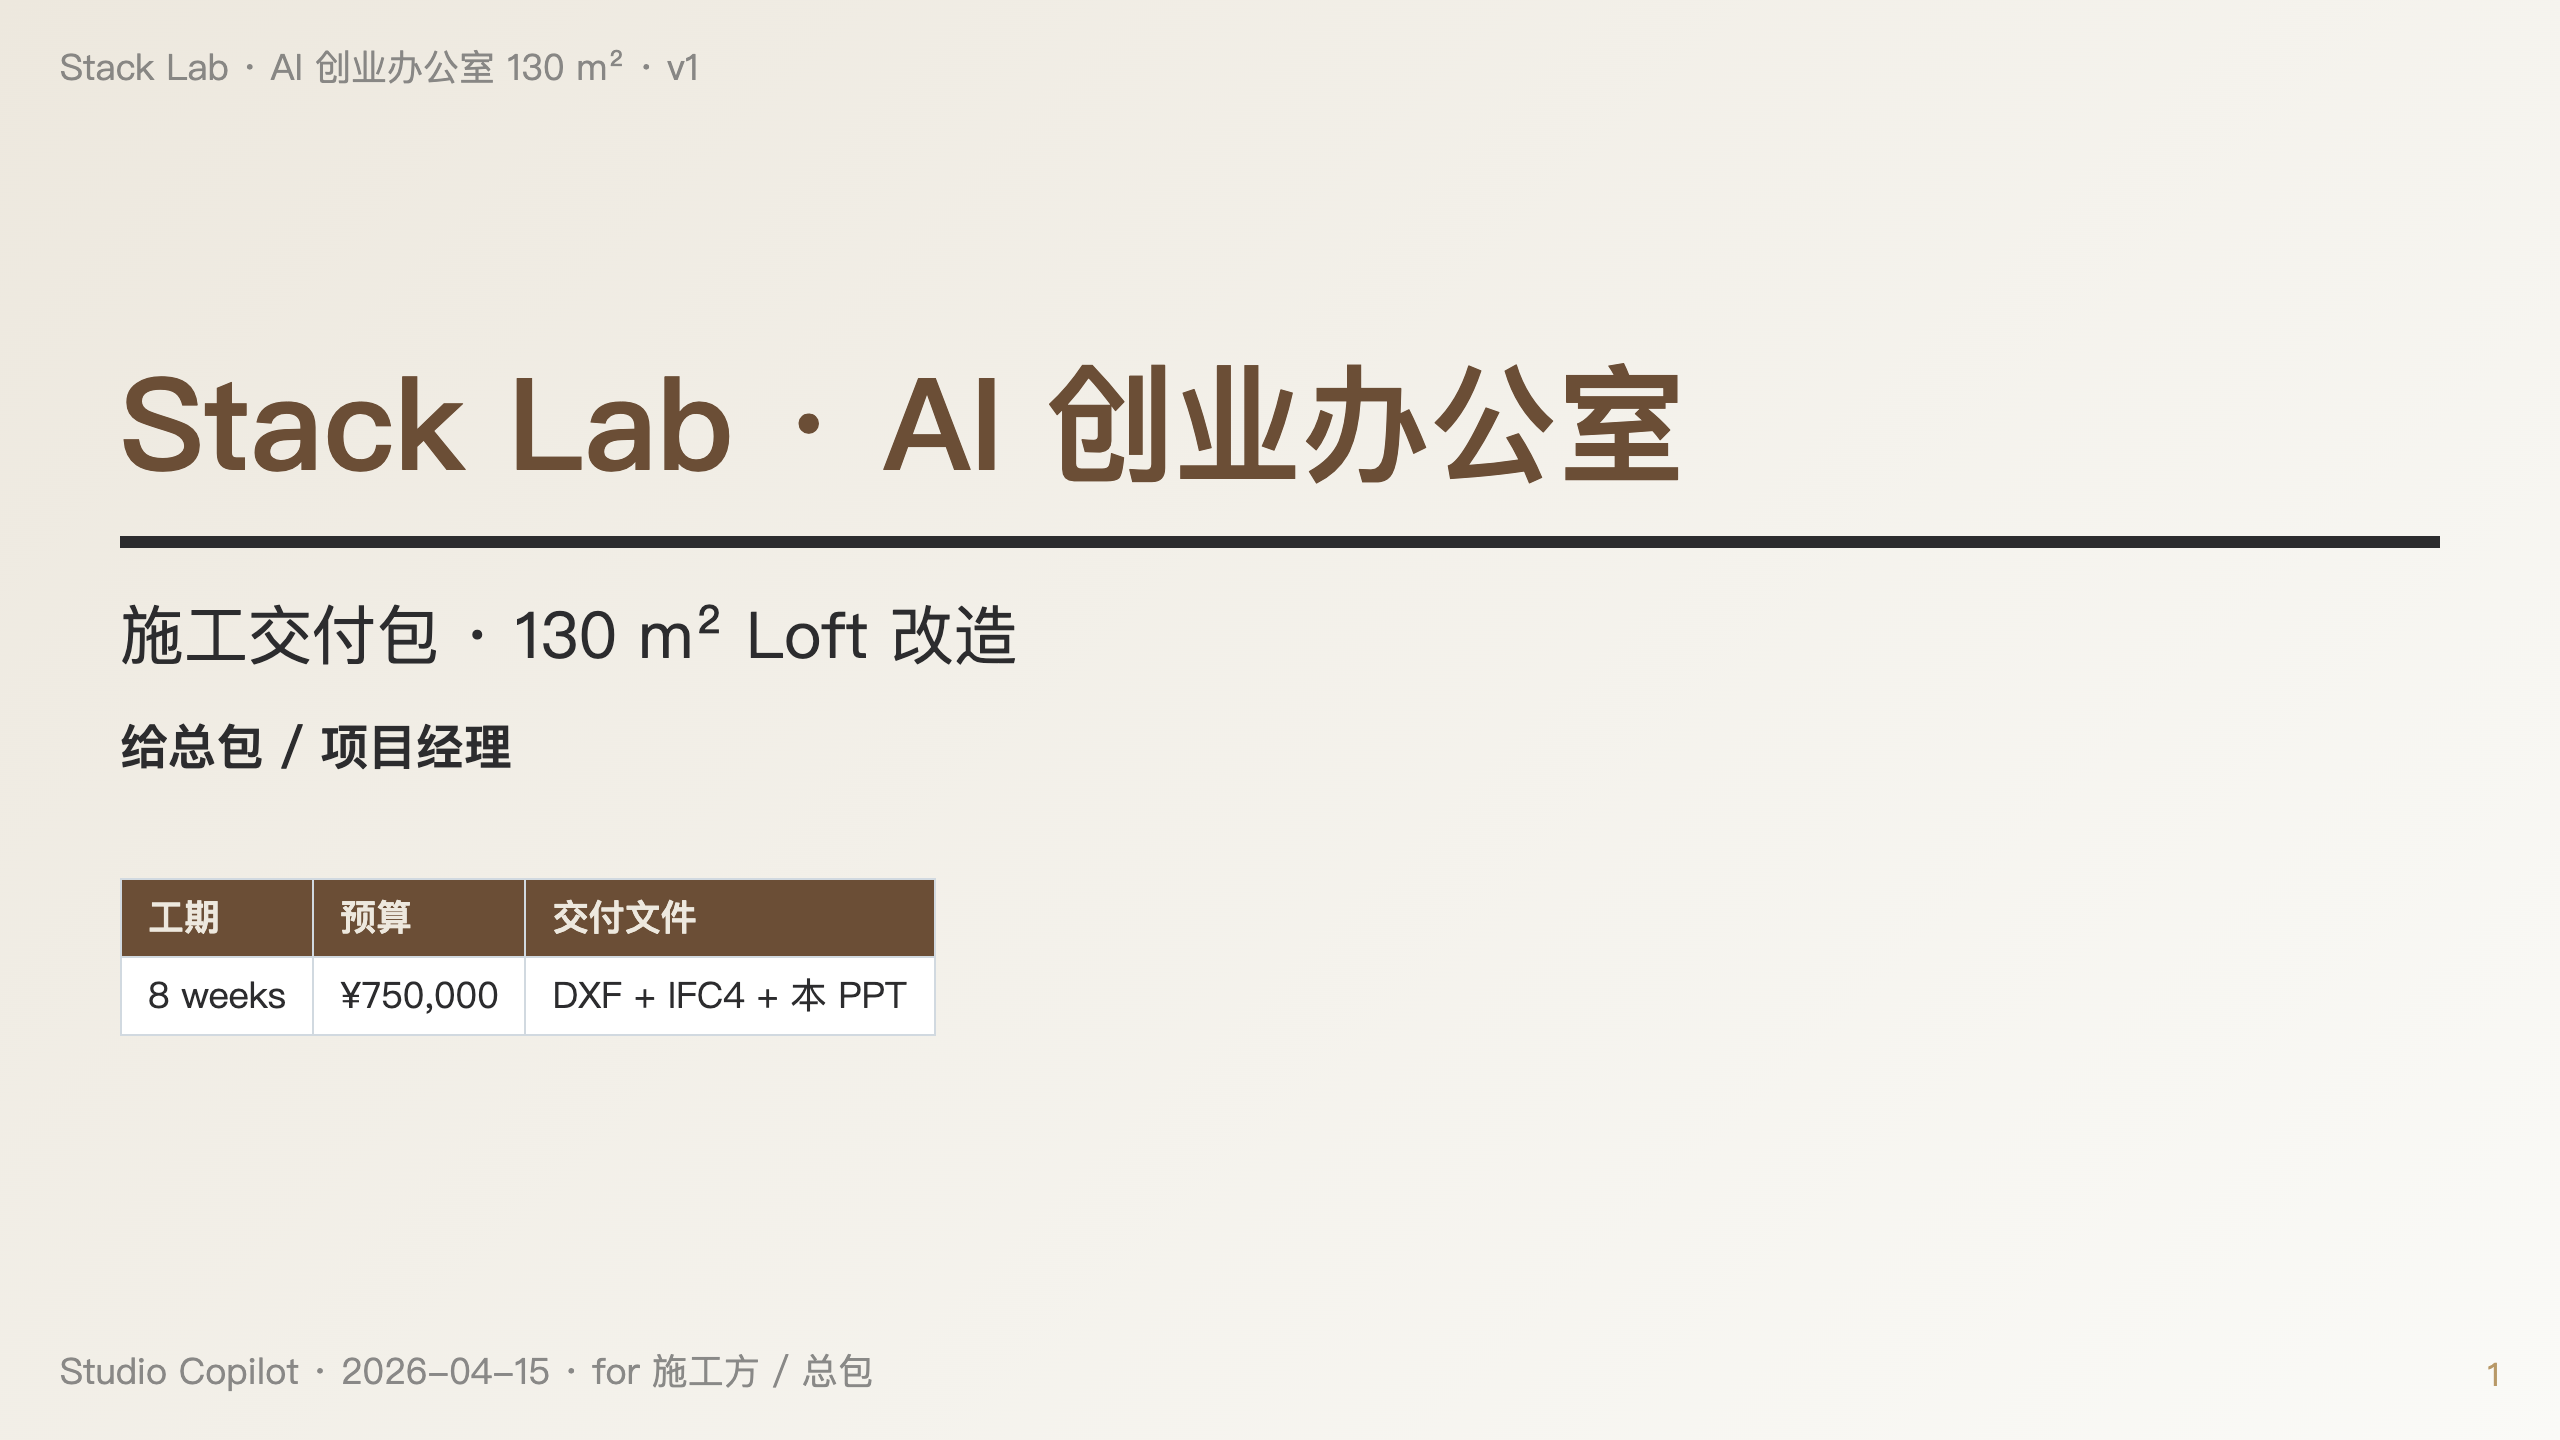 Stack Lab · AI 创业办公室 130 m² · v1
Stack Lab · AI 创业办公室
施工交付包 · 130 m² Loft 改造
给总包 / 项目经理
工期 预算 交付文件
8 weeks ¥750,000 DXF + IFC4 + 本 PPT
Studio Copilot · 2026-04-15 · for 施工方 / 总包
1